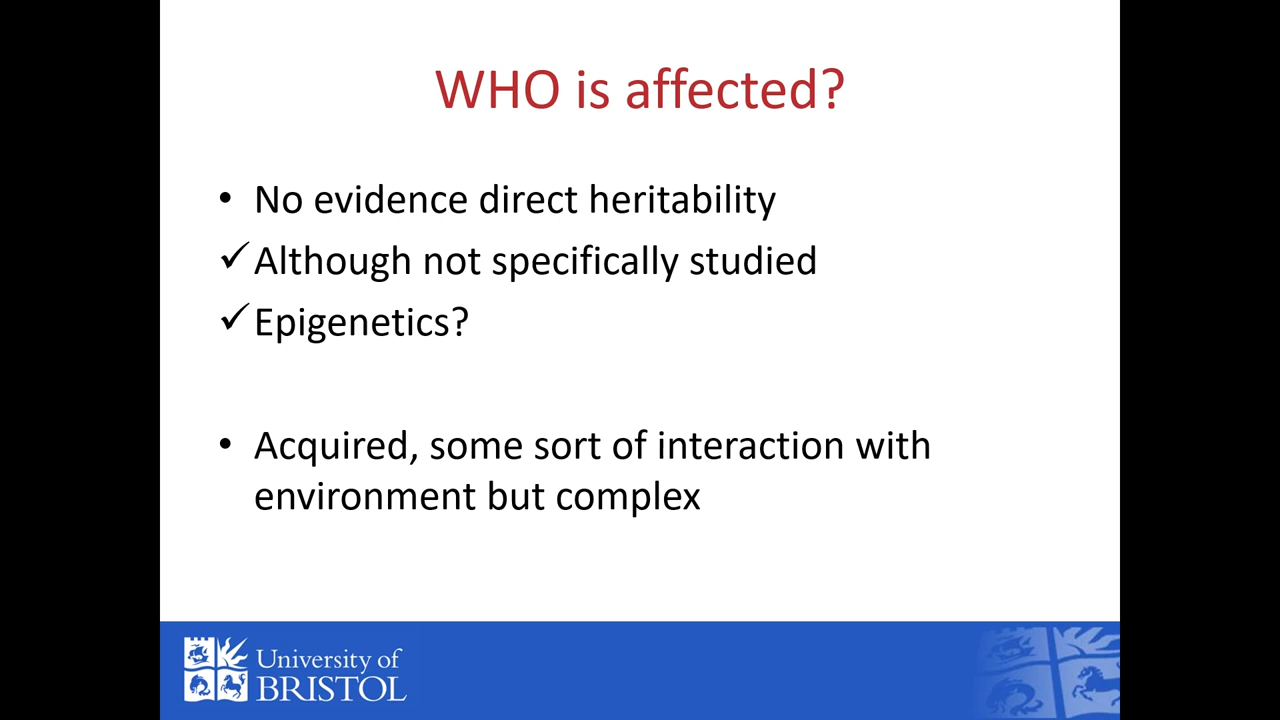 WHO is affected?
• No evidence direct heritability
✓ Although not specifically studied
✓ Epigenetics?
• Acquired, some sort of interaction with
environment but complex
University of
BRISTOL